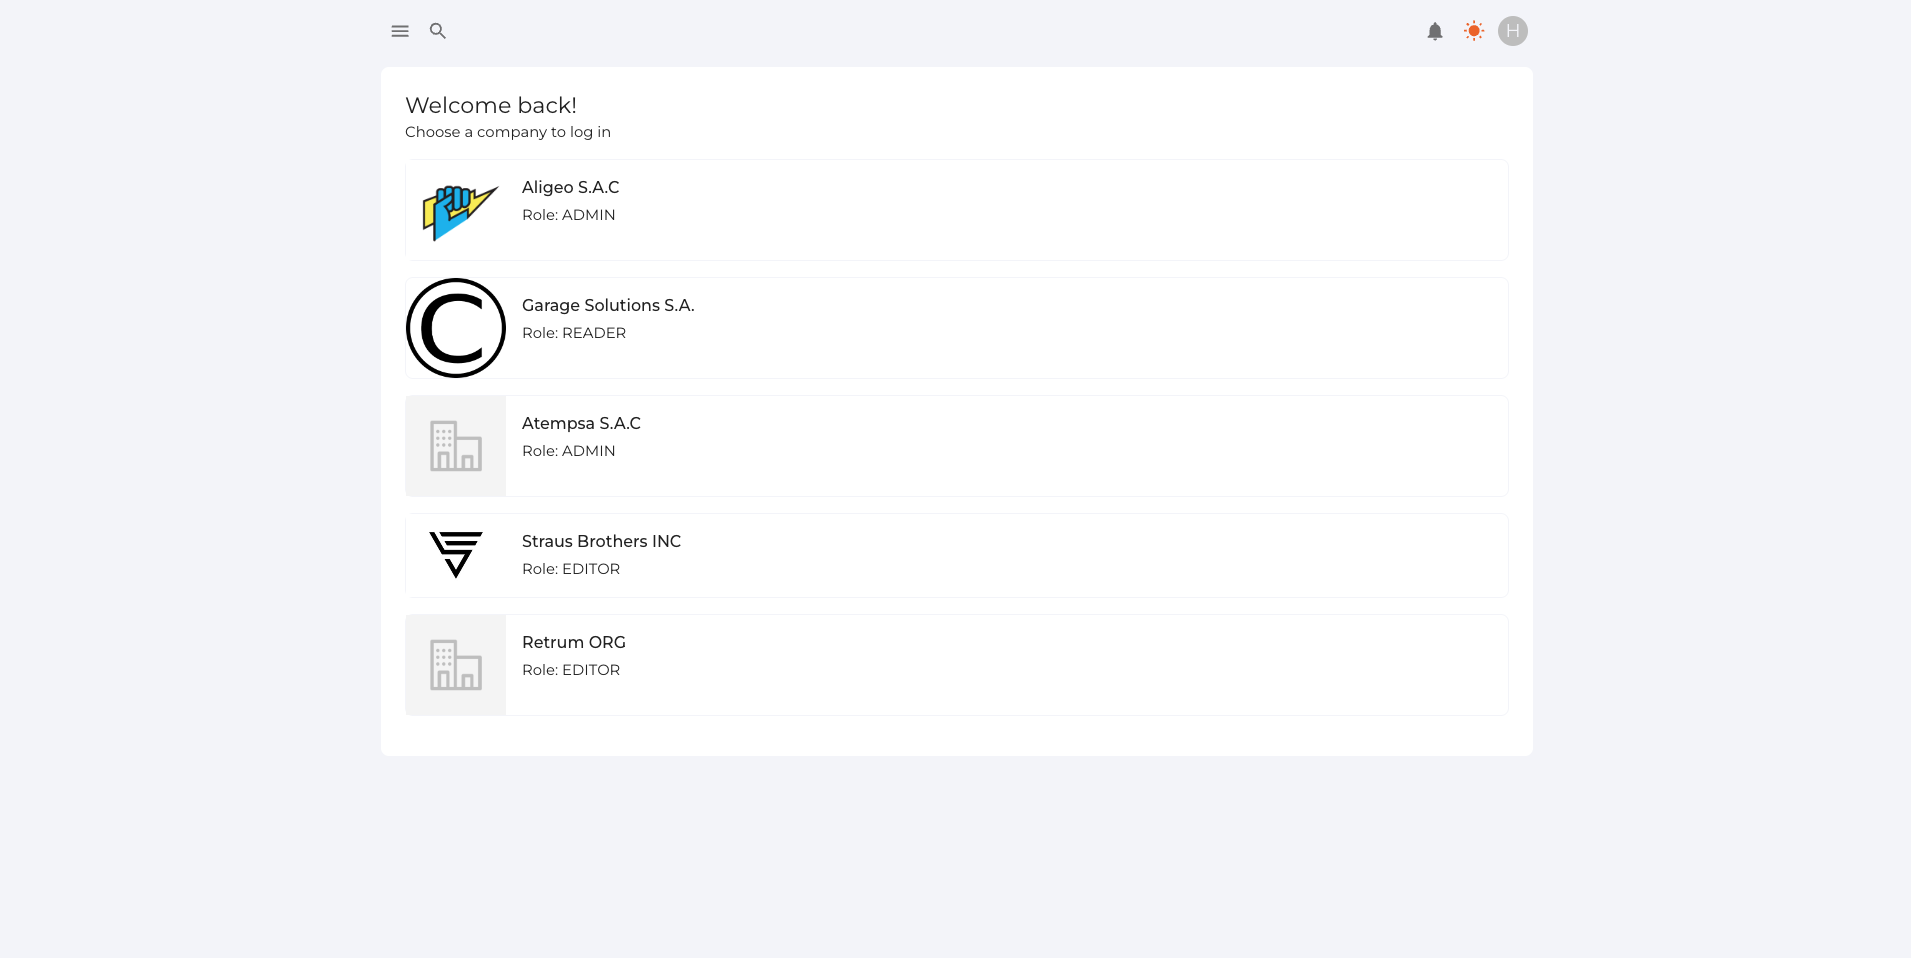 H
Welcome back!
Choose a company to log in
Aligeo S.A.C
Role: ADMIN
C
Garage Solutions S.A.
Role: READER
Atempsa S.A.C
Role: ADMIN
Straus Brothers INC
Role: EDITOR
Retrum ORG
Role: EDITOR